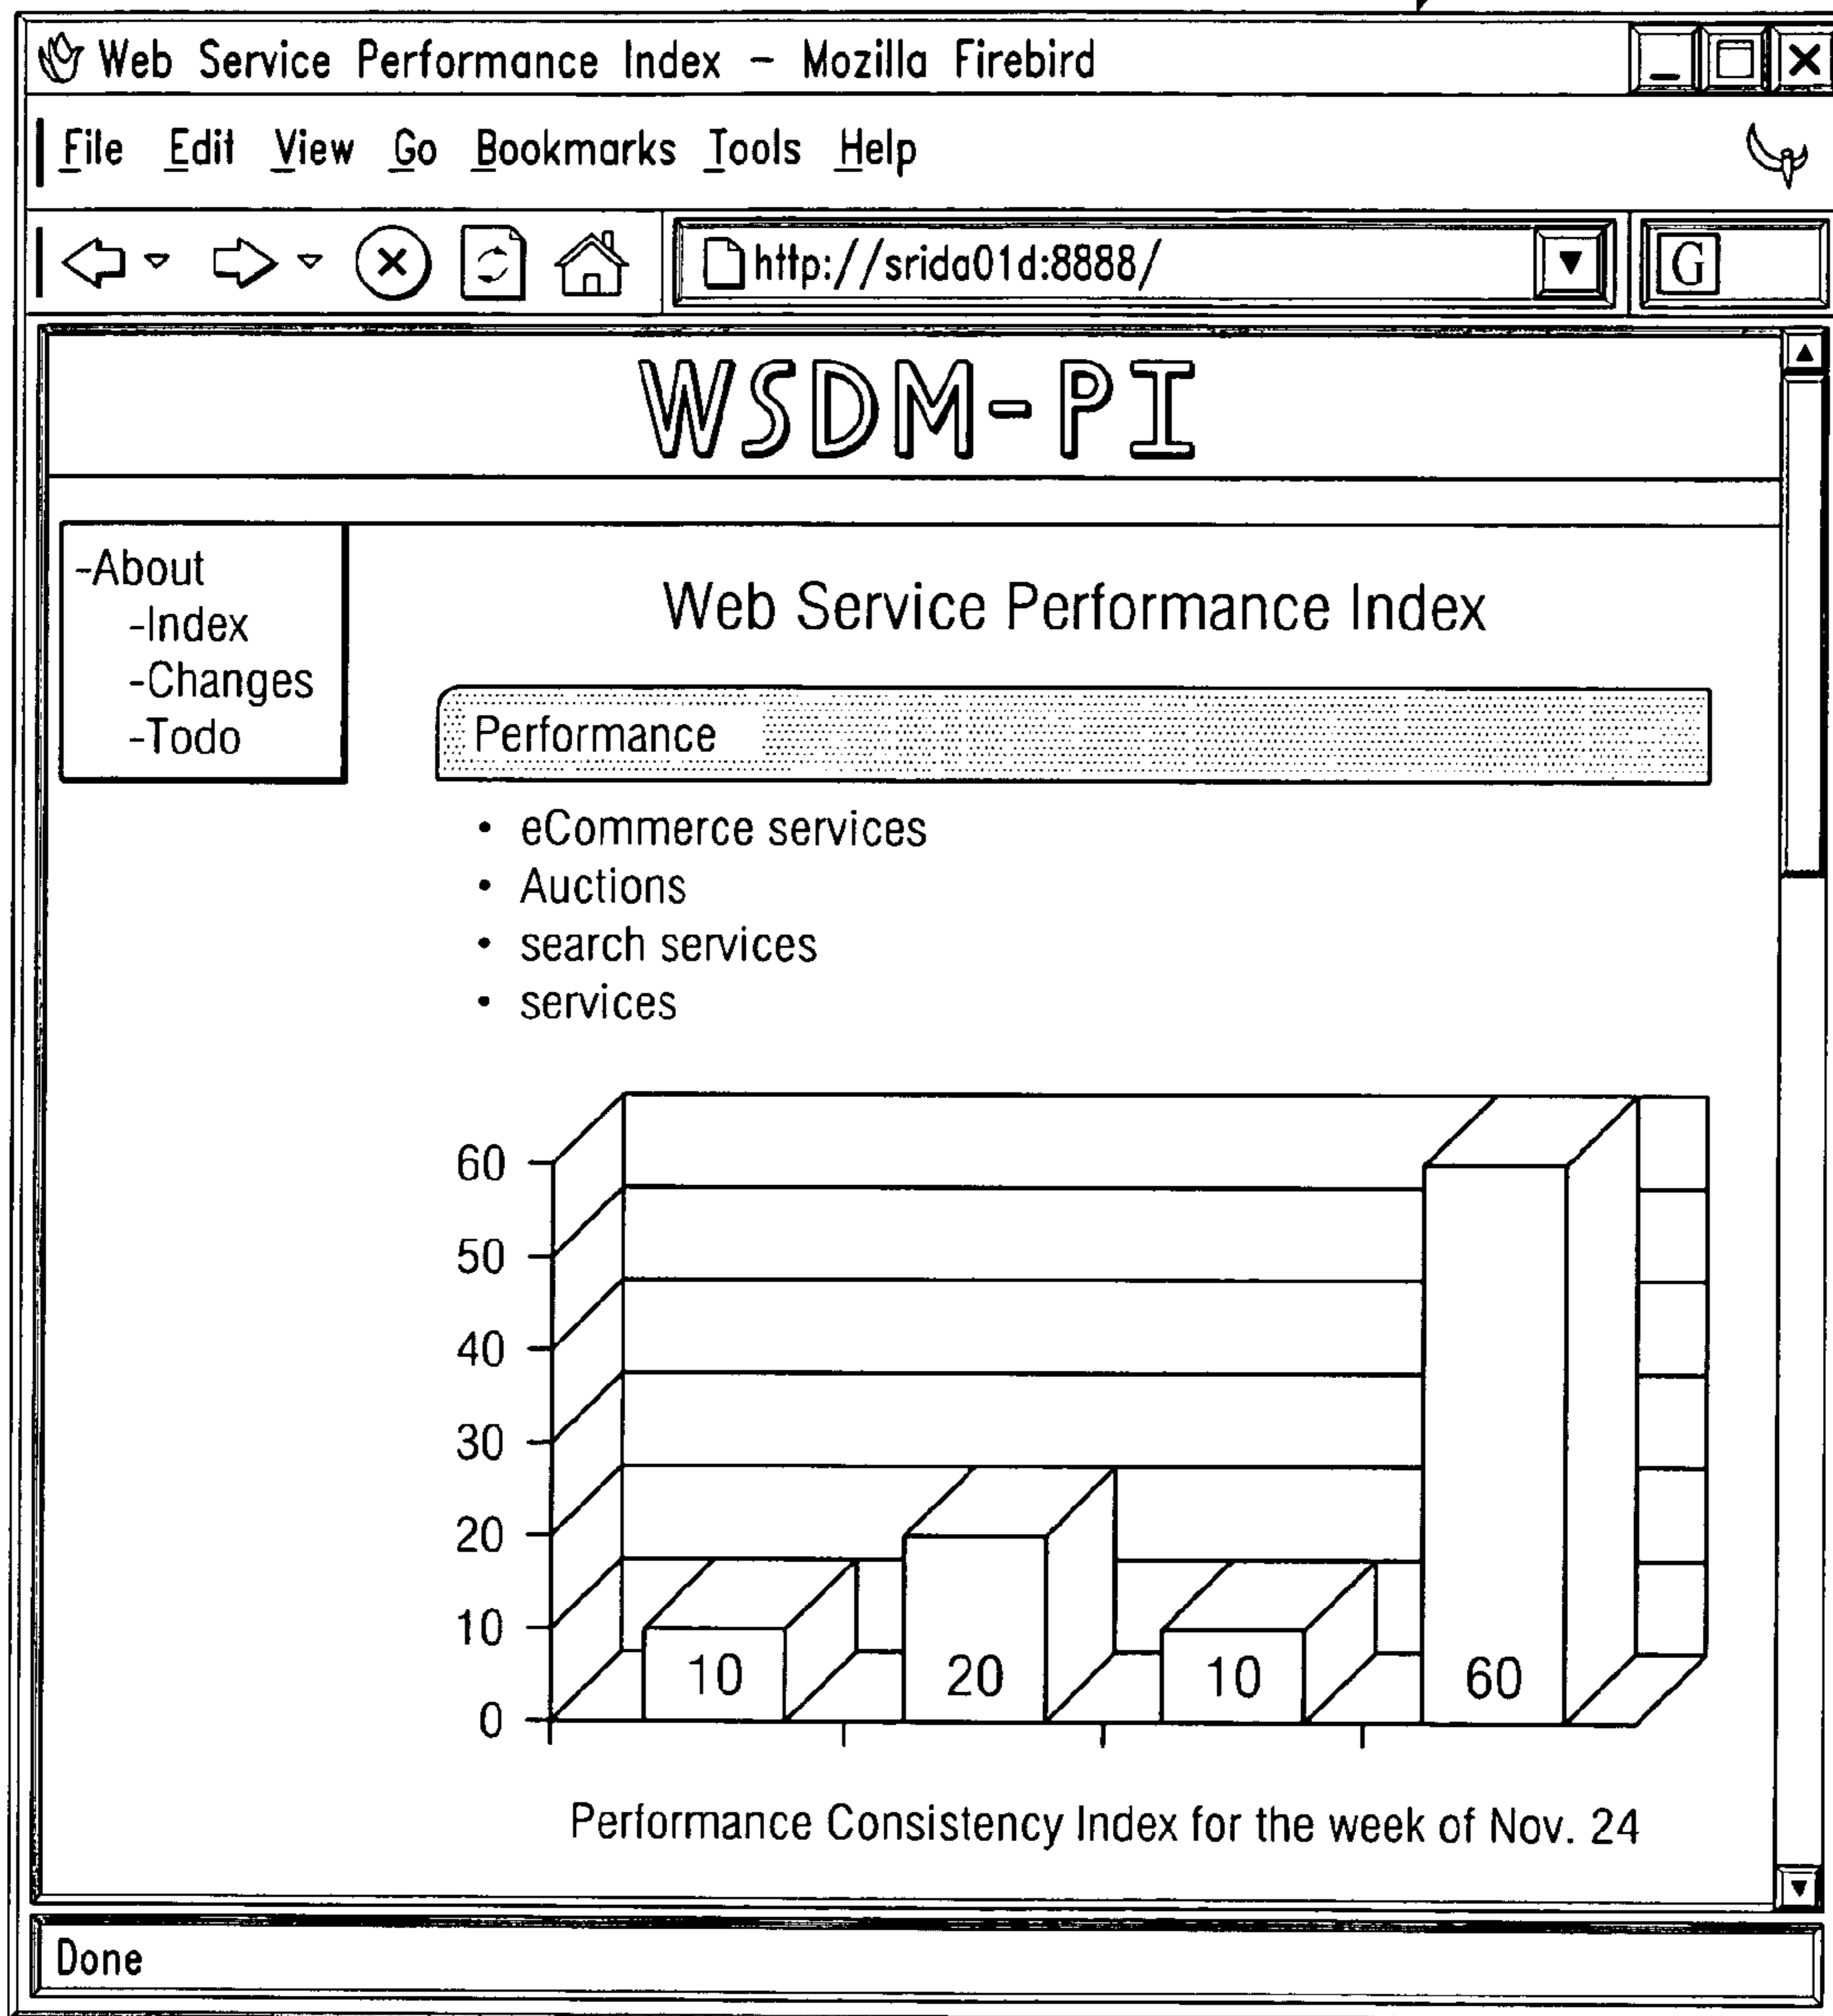 Web Service Performance Index - Mozilla Firebird
File Edit View Go Bookmarks Tools Help
http://srida01d:8888/
G
WSDM-PI
-About
-Index
-Changes
-Todo
Web Service Performance Index
Performance
• eCommerce services
• Auctions
• search services
• services
60
50
40
30
20
10
0
10 20 10 60
Performance Consistency Index for the week of Nov. 24
Done